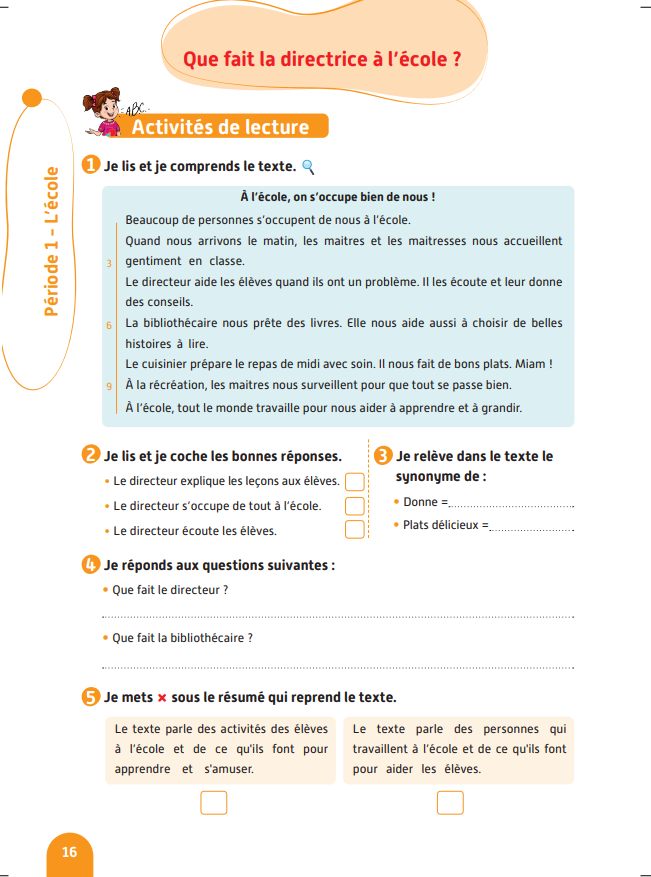 Que fait la directrice à l'école ?
ABC
Activités de lecture
Période 1 – L'école
1 Je lis et je comprends le texte.
À l'école, on s'occupe bien de nous !
Beaucoup de personnes s'occupent de nous à l'école.
Quand nous arrivons le matin, les maitres et les maitresses nous accueillent
3 gentiment en classe.
Le directeur aide les élèves quand ils ont un problème. Il les écoute et leur donne
des conseils.
6 La bibliothécaire nous prête des livres. Elle nous aide aussi à choisir de belles
histoires à lire.
Le cuisinier prépare le repas de midi avec soin. Il nous fait de bons plats. Miam !
9 À la récréation, les maitres nous surveillent pour que tout se passe bien.
À l'école, tout le monde travaille pour nous aider à apprendre et à grandir.
2 Je lis et je coche les bonnes réponses.
• Le directeur explique les leçons aux élèves.
• Le directeur s'occupe de tout à l'école.
• Le directeur écoute les élèves.
3 Je relève dans le texte le
synonyme de :
• Donne =
• Plats délicieux =
4 Je réponds aux questions suivantes :
• Que fait le directeur ?
• Que fait la bibliothécaire ?
5 Je mets × sous le résumé qui reprend le texte.
Le texte parle des activités des élèves
à l'école et de ce qu'ils font pour
apprendre et s'amuser.
Le texte parle des personnes qui
travaillent à l'école et de ce qu'ils font
pour aider les élèves.
16